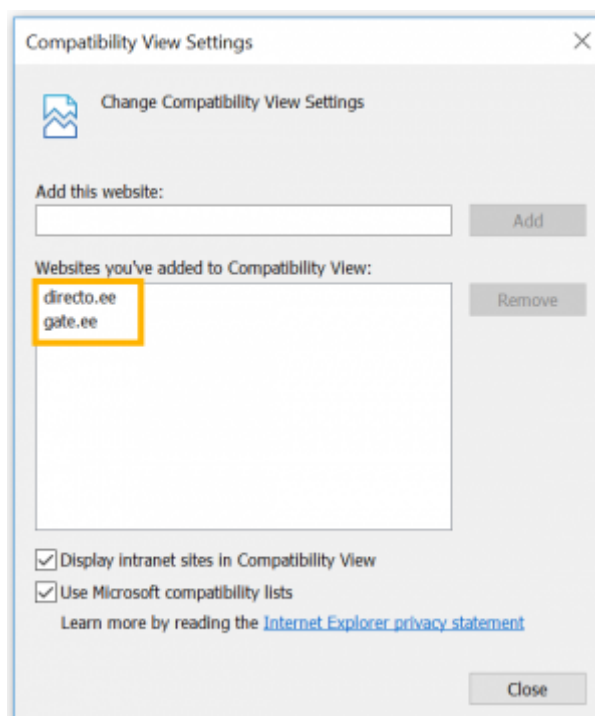 Compatibility View Settings
Change Compatibility View Settings
Add this website:
Add
Websites you've added to Compatibility View:
directo.ee
gate.ee
Remove
Display intranet sites in Compatibility View
Use Microsoft compatibility lists
Learn more by reading the Internet Explorer privacy statement
Close